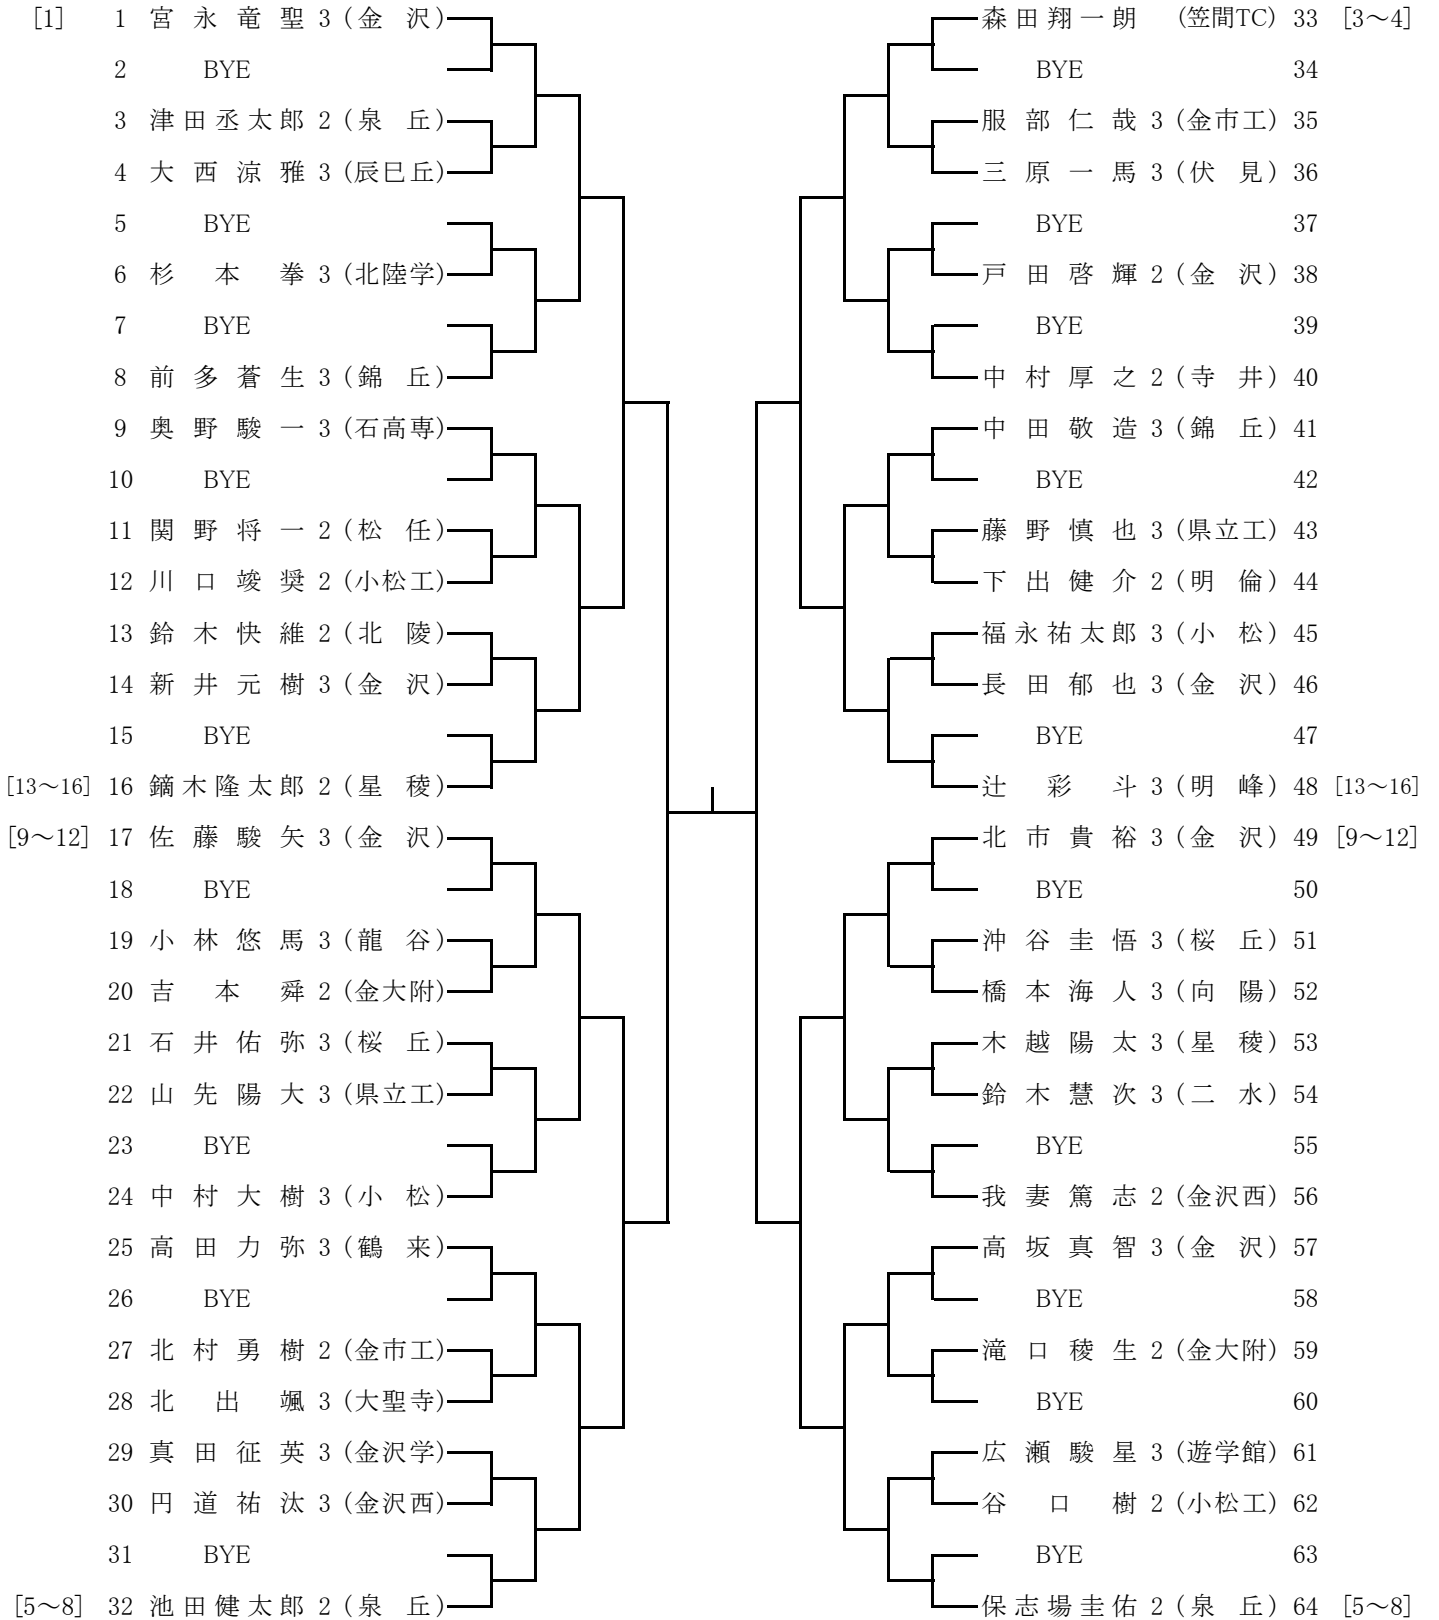 [1] 1 宮永竜聖 3 (金沢)
2 BYE
3 津田丞太郎 2 (泉丘)
4 大西涼雅 3 (辰巳丘)
5 BYE
6 杉本拳 3 (北陸学)
7 BYE
8 前多蒼生 3 (錦丘)
9 奥野駿一 3 (石高専)
10 BYE
11 関野将一 2 (松任)
12 川口竣奨 2 (小松工)
13 鈴木快維 2 (北陵)
14 新井元樹 3 (金沢)
15 BYE
[13〜16] 16 鏑木隆太郎 2 (星稜)
[9〜12] 17 佐藤駿矢 3 (金沢)
18 BYE
19 小林悠馬 3 (龍谷)
20 吉本舜 2 (金大附)
21 石井佑弥 3 (桜丘)
22 山先陽大 3 (県立工)
23 BYE
24 中村大樹 3 (小松)
25 高田力弥 3 (鶴来)
26 BYE
27 北村勇樹 2 (金市工)
28 北出颯 3 (大聖寺)
29 真田征英 3 (金沢学)
30 円道祐汰 3 (金沢西)
31 BYE
[5〜8] 32 池田健太郎 2 (泉丘)
森田翔一朗 (笠間TC) 33 [3〜4]
BYE 34
服部仁哉 3 (金市工) 35
三原一馬 3 (伏見) 36
BYE 37
戸田啓輝 2 (金沢) 38
BYE 39
中村厚之 2 (寺井) 40
中田敬造 3 (錦丘) 41
BYE 42
藤野慎也 3 (県立工) 43
下出健介 2 (明倫) 44
福永祐太郎 3 (小松) 45
長田郁也 3 (金沢) 46
BYE 47
辻彩斗 3 (明峰) 48 [13〜16]
北市貴裕 3 (金沢) 49 [9〜12]
BYE 50
沖谷圭悟 3 (桜丘) 51
橋本海人 3 (向陽) 52
木越陽太 3 (星稜) 53
鈴木慧次 3 (二水) 54
BYE 55
我妻篤志 2 (金沢西) 56
高坂真智 3 (金沢) 57
BYE 58
滝口稜生 2 (金大附) 59
BYE 60
広瀬駿星 3 (遊学館) 61
谷口樹 2 (小松工) 62
BYE 63
保志場圭佑 2 (泉丘) 64 [5〜8]